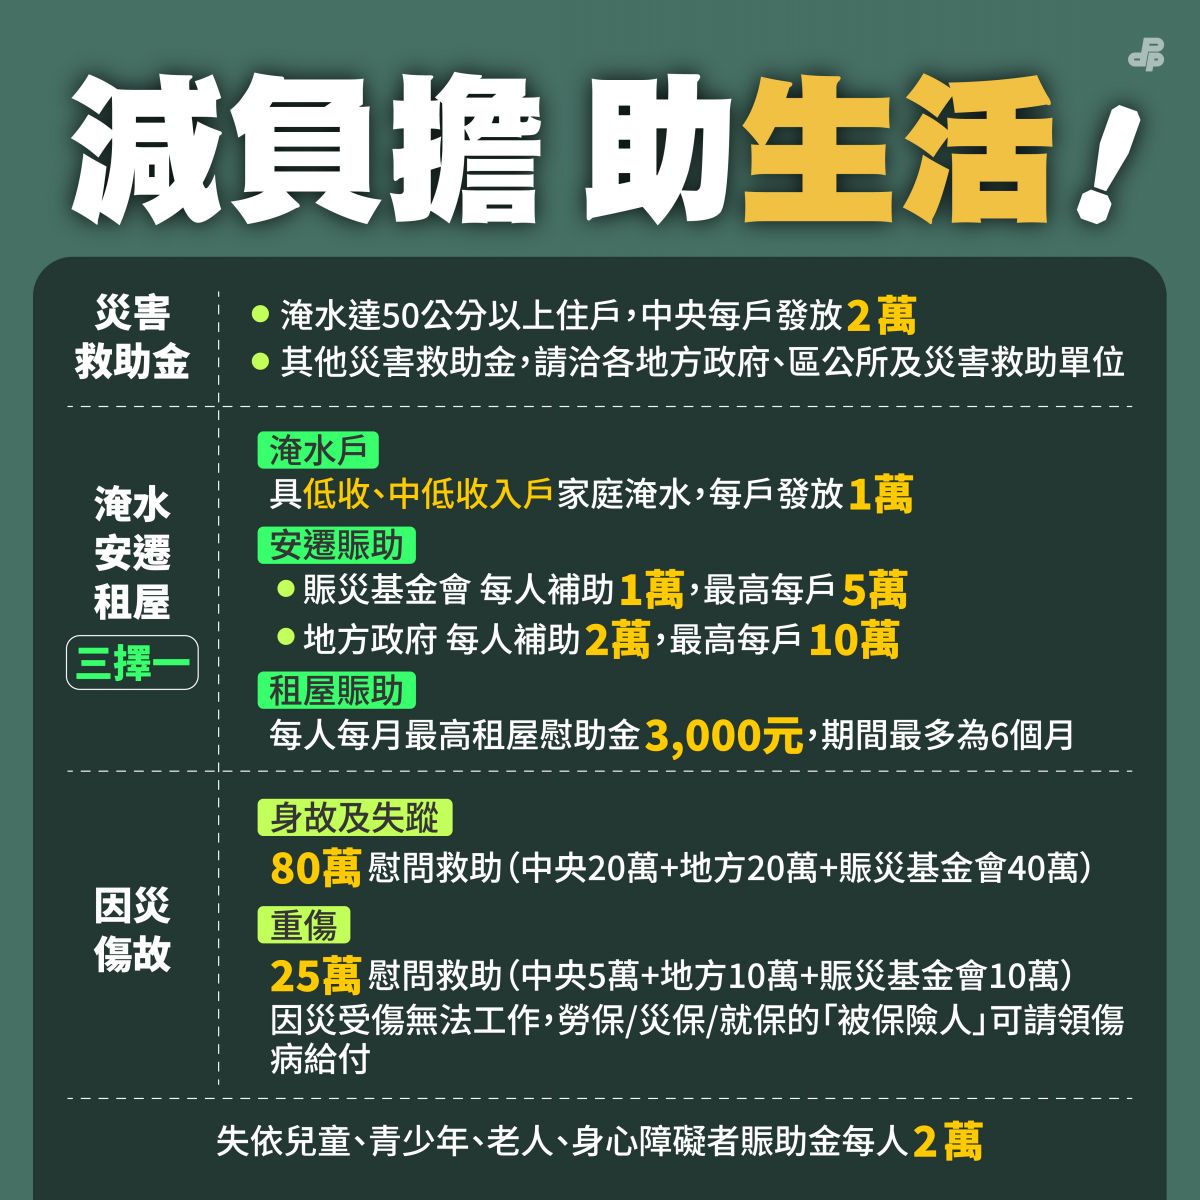 DPP
減負擔 助生活！
災害
救助金
● 淹水達50公分以上住戶，中央每戶發放2萬
● 其他災害救助金，請洽各地方政府、區公所及災害救助單位
淹水
安遷
租屋
三擇一
淹水戶
具低收、中低收入戶家庭淹水，每戶發放1萬
安遷賑助
● 賑災基金會 每人補助1萬，最高每戶5萬
● 地方政府 每人補助2萬，最高每戶10萬
租屋賑助
每人每月最高租屋慰助金3,000元，期間最多為6個月
因災
傷故
身故及失蹤
80萬慰問救助（中央20萬+地方20萬+賑災基金會40萬）
重傷
25萬慰問救助（中央5萬+地方10萬+賑災基金會10萬）
因災受傷無法工作，勞保/災保/就保的「被保險人」可請領傷
病給付
失依兒童、青少年、老人、身心障礙者賑助金每人2萬